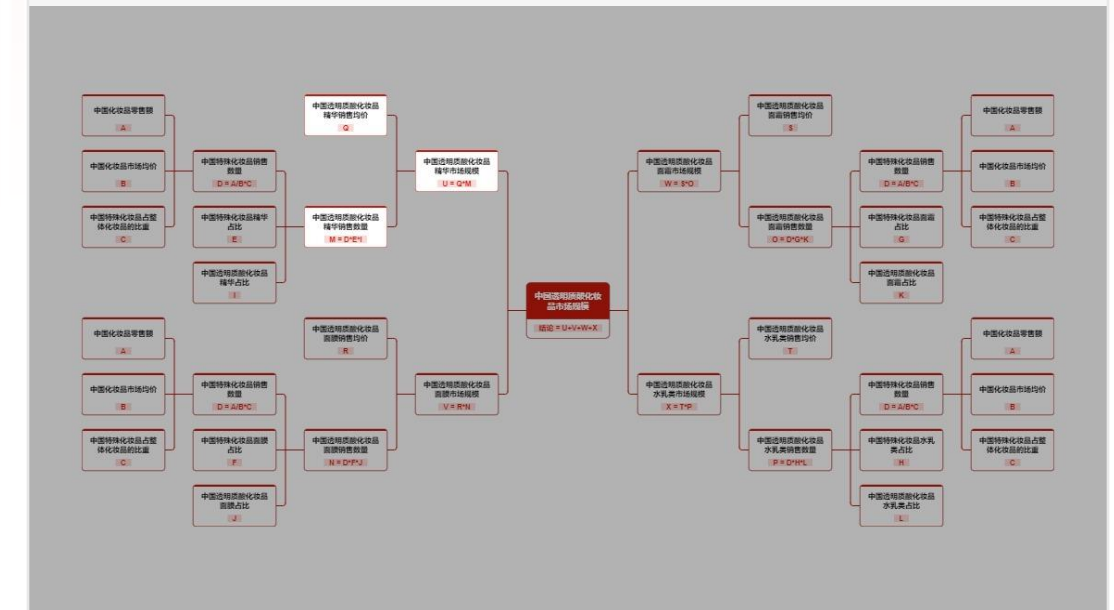 中国化妆品零售额
A
中国化妆品市场均价
B
中国特殊化妆品占整
体化妆品的比重
C
中国特殊化妆品销售
数量
D = A/B*C
中国特殊化妆品精华
占比
E
中国透明质酸化妆品
精华占比
I
中国透明质酸化妆品
精华销售均价
Q
中国透明质酸化妆品
精华销售数量
M = D*E*I
中国透明质酸化妆品
精华市场规模
U = Q*M
中国化妆品零售额
A
中国化妆品市场均价
B
中国特殊化妆品占整
体化妆品的比重
C
中国特殊化妆品销售
数量
D = A/B*C
中国特殊化妆品面膜
占比
F
中国透明质酸化妆品
面膜占比
J
中国透明质酸化妆品
面膜销售均价
R
中国透明质酸化妆品
面膜销售数量
N = D*F*J
中国透明质酸化妆品
面膜市场规模
V = R*N
中国透明质酸化妆
品市场规模
结论 = U+V+W+X
中国透明质酸化妆品
面霜市场规模
W = S*O
中国透明质酸化妆品
面霜销售均价
S
中国透明质酸化妆品
面霜销售数量
O = D*G*K
中国特殊化妆品销售
数量
D = A/B*C
中国特殊化妆品面霜
占比
G
中国透明质酸化妆品
面霜占比
K
中国化妆品零售额
A
中国化妆品市场均价
B
中国特殊化妆品占整
体化妆品的比重
C
中国透明质酸化妆品
水乳类市场规模
X = T*P
中国透明质酸化妆品
水乳类销售均价
T
中国透明质酸化妆品
水乳类销售数量
P = D*H*L
中国特殊化妆品销售
数量
D = A/B*C
中国特殊化妆品水乳
类占比
H
中国透明质酸化妆品
水乳类占比
L
中国化妆品零售额
A
中国化妆品市场均价
B
中国特殊化妆品占整
体化妆品的比重
C